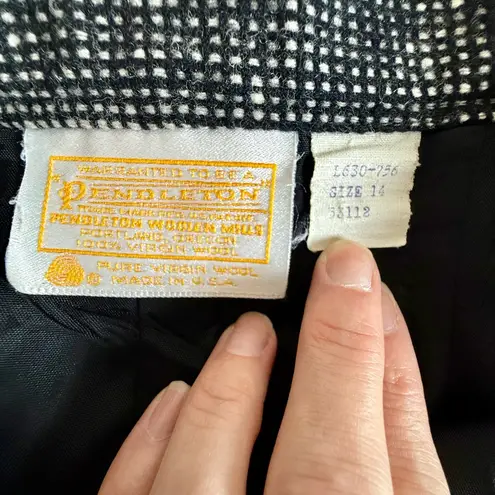 WARRANTED TO BE A
"PENDLETON"
PENDLETON WOOLEN MILLS
PORTLAND, OREGON
100% VIRGIN WOOL
PURE VIRGIN WOOL
MADE IN U.S.A.
L630-756
SIZE 14
53112